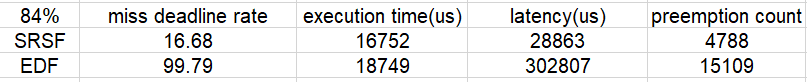 84% miss deadline rate execution time(us) latency(us) preemption count
SRSF 16.68 16752 28863 4788
EDF 99.79 18749 302807 15109